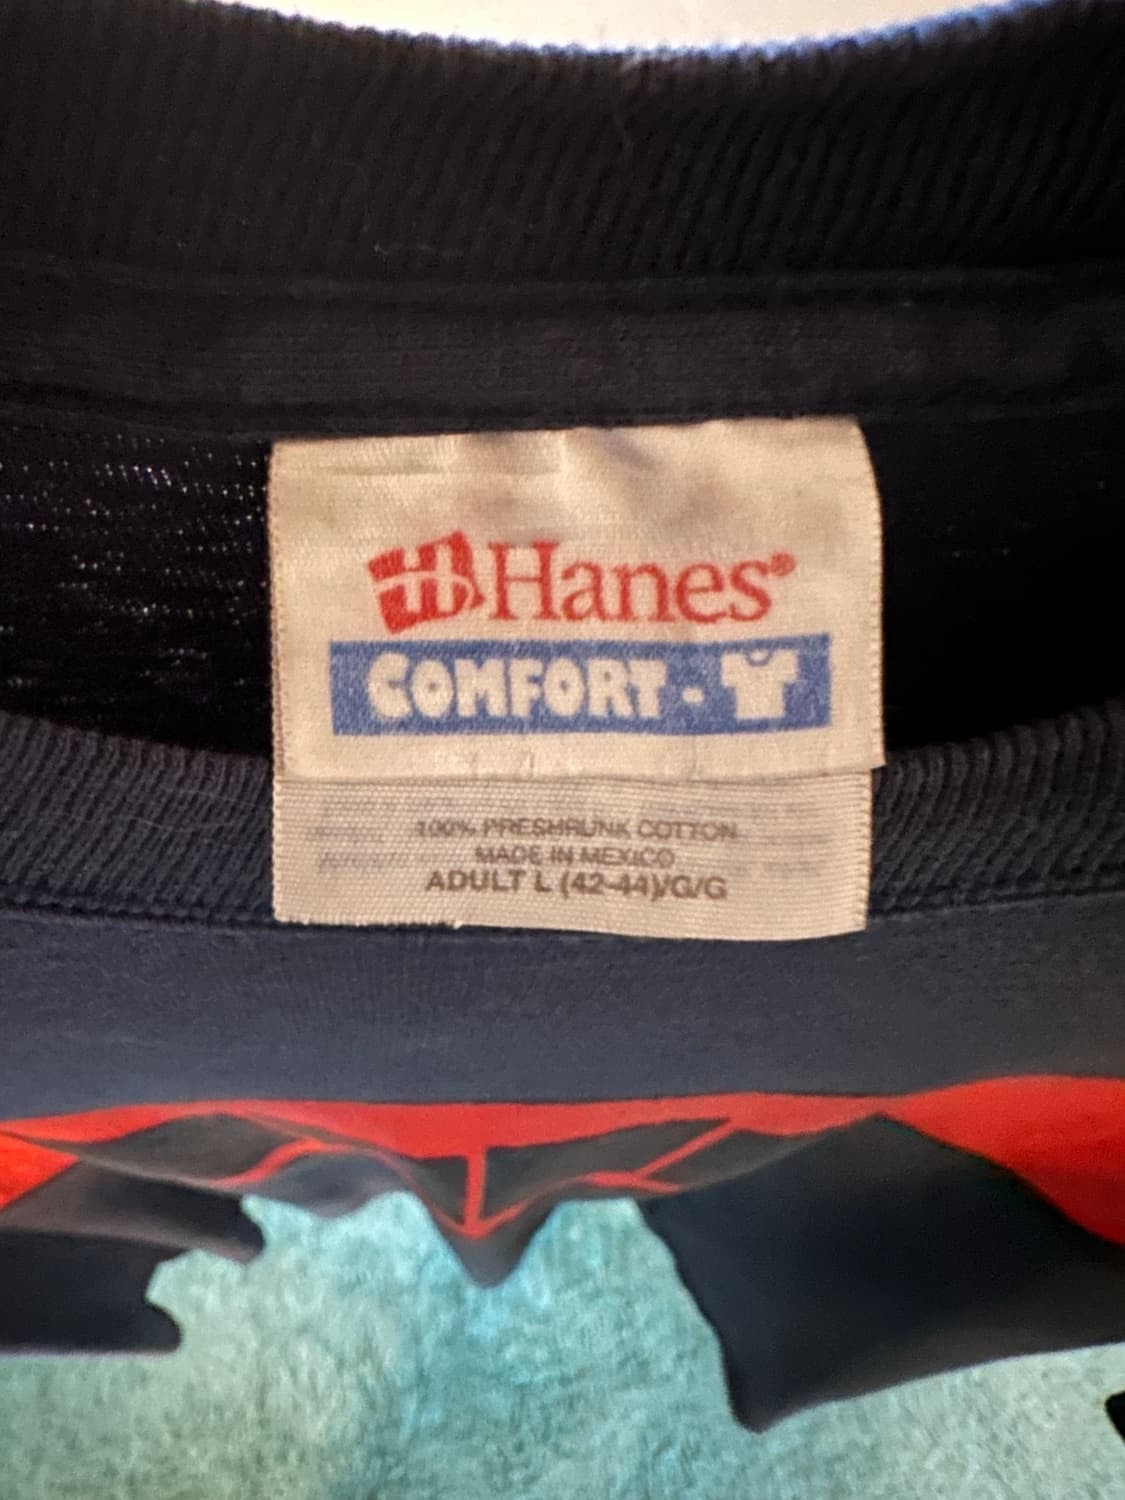 Hanes®
COMFORT-
100% PRESHRUNK COTTON
MADE IN MEXICO
ADULT L (42-44)/G/G